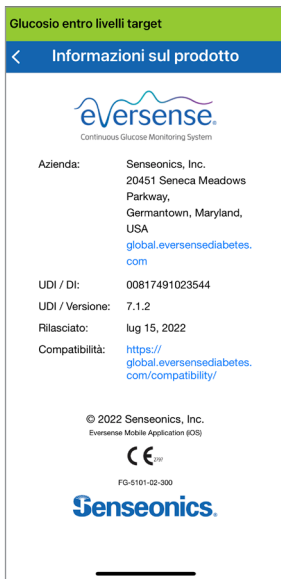 Glucosio entro livelli target
Informazioni sul prodotto
eversense.
Continuous Glucose Monitoring System
Azienda: Senseonics, Inc.
20451 Seneca Meadows
Parkway,
Germantown, Maryland,
USA
global.eversensediabetes.
com
UDI / DI: 00817491023544
UDI / Versione: 7.1.2
Rilasciato: lug 15, 2022
Compatibilità: https://
global.eversensediabetes.
com/compatibility/
© 2022 Senseonics, Inc.
Eversense Mobile Application (iOS)
CE 2797
FG-5101-02-300
Senseonics.